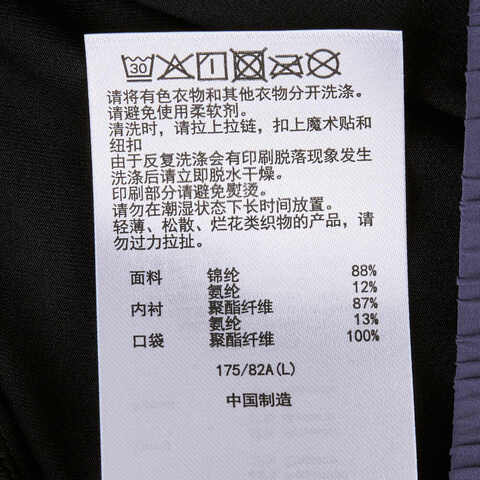 30
请将有色衣物和其他衣物分开洗涤。
请避免使用柔软剂。
清洗时，请拉上拉链，扣上魔术贴和
纽扣
由于反复洗涤会有印刷脱落现象发生
洗涤后请立即脱水干燥。
印刷部分请避免熨烫。
请勿在潮湿状态下长时间放置。
轻薄、松散、烂花类织物的产品，请
勿过力拉扯。
面料 锦纶 88%
氨纶 12%
内衬 聚酯纤维 87%
氨纶 13%
口袋 聚酯纤维 100%
175/82A(L)
中国制造